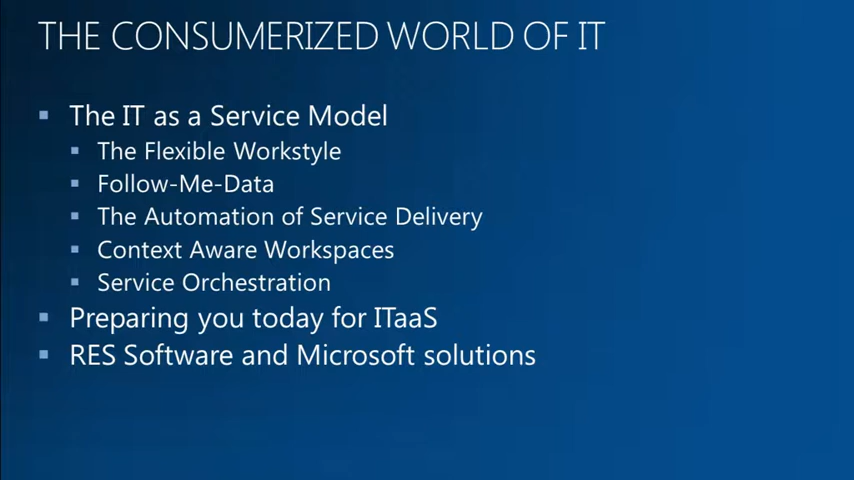 THE CONSUMERIZED WORLD OF IT
The IT as a Service Model
The Flexible Workstyle
Follow-Me-Data
The Automation of Service Delivery
Context Aware Workspaces
Service Orchestration
Preparing you today for ITaaS
RES Software and Microsoft solutions